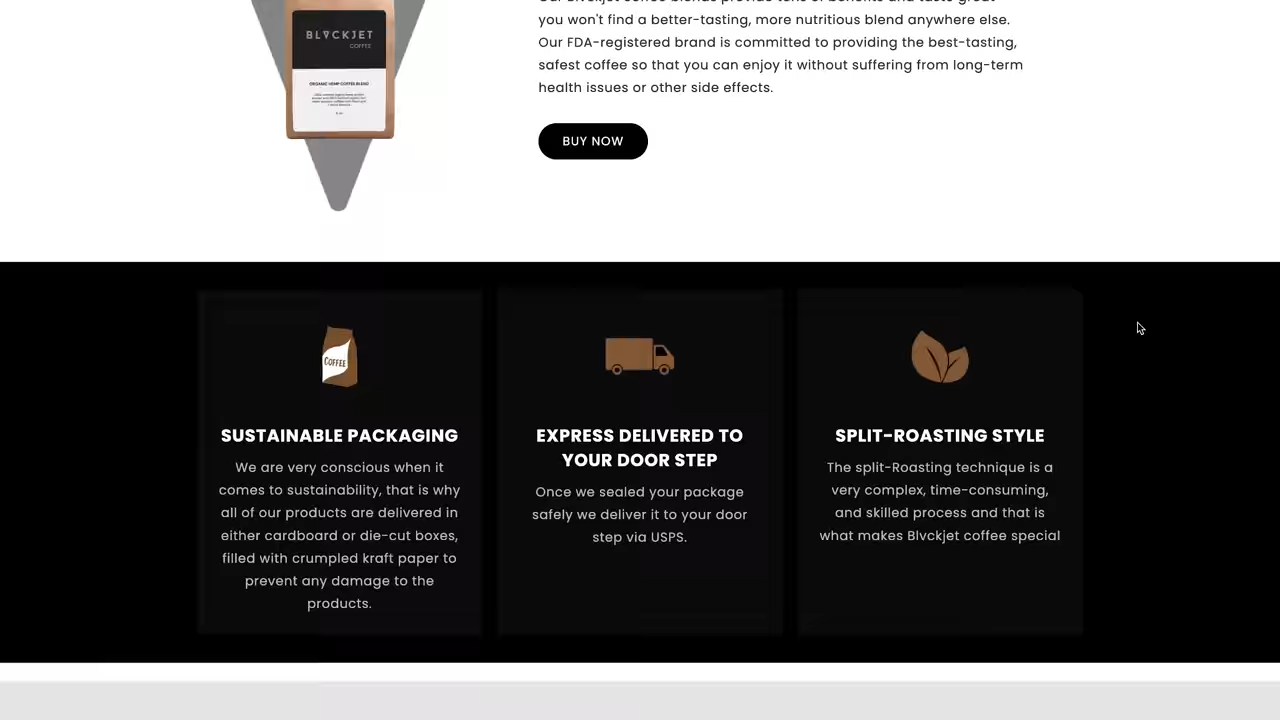 you won't find a better-tasting, more nutritious blend anywhere else.
Our FDA-registered brand is committed to providing the best-tasting,
safest coffee so that you can enjoy it without suffering from long-term
health issues or other side effects.
BUY NOW
BLVCKJET
COFFEE
ORGANIC HEMP COFFEE BLEND
COFFEE
SUSTAINABLE PACKAGING
We are very conscious when it
comes to sustainability, that is why
all of our products are delivered in
either cardboard or die-cut boxes,
filled with crumpled kraft paper to
prevent any damage to the
products.
EXPRESS DELIVERED TO
YOUR DOOR STEP
Once we sealed your package
safely we deliver it to your door
step via USPS.
SPLIT-ROASTING STYLE
The split-Roasting technique is a
very complex, time-consuming,
and skilled process and that is
what makes Blvckjet coffee special